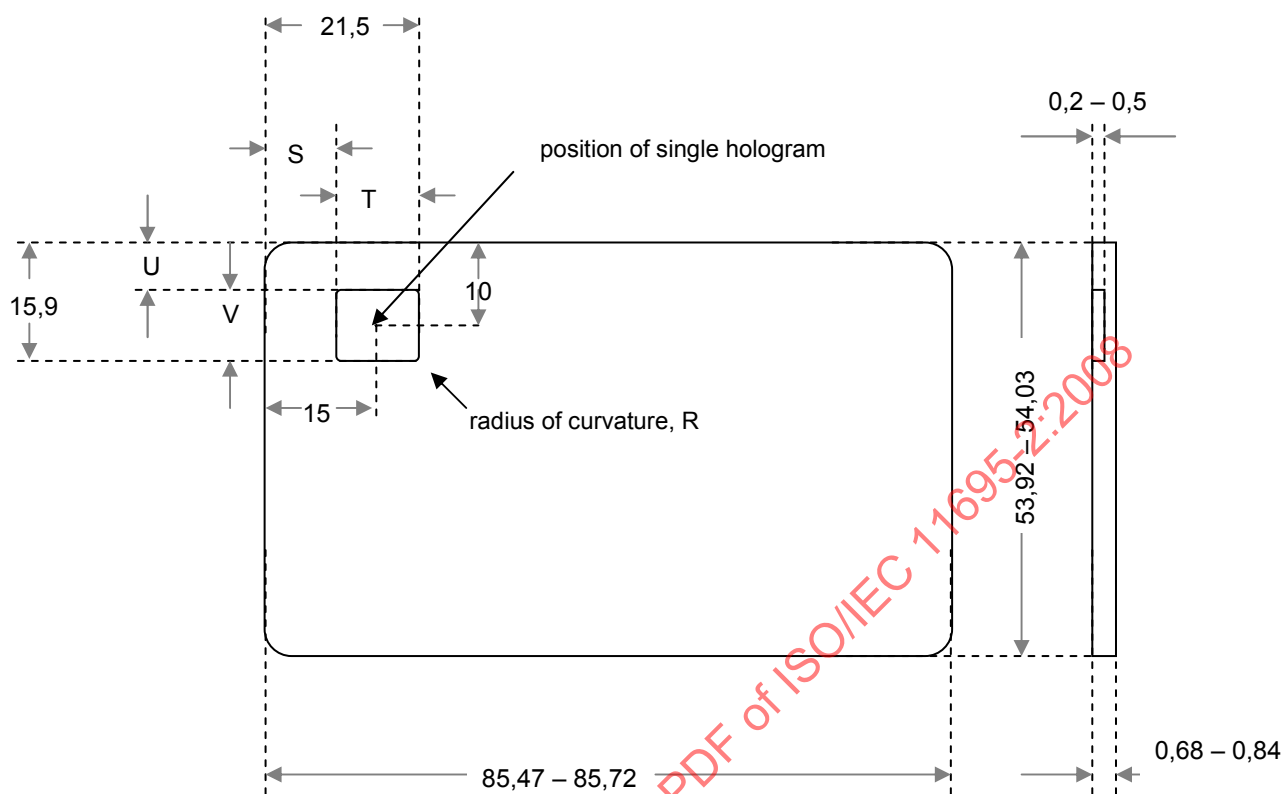 21,5
0,2 – 0,5
S
position of single hologram
T
U
10
15,9
V
15
radius of curvature, R
53,92 – 54,03
85,47 – 85,72
0,68 – 0,84
PDF of ISO/IEC 11695-2:2008